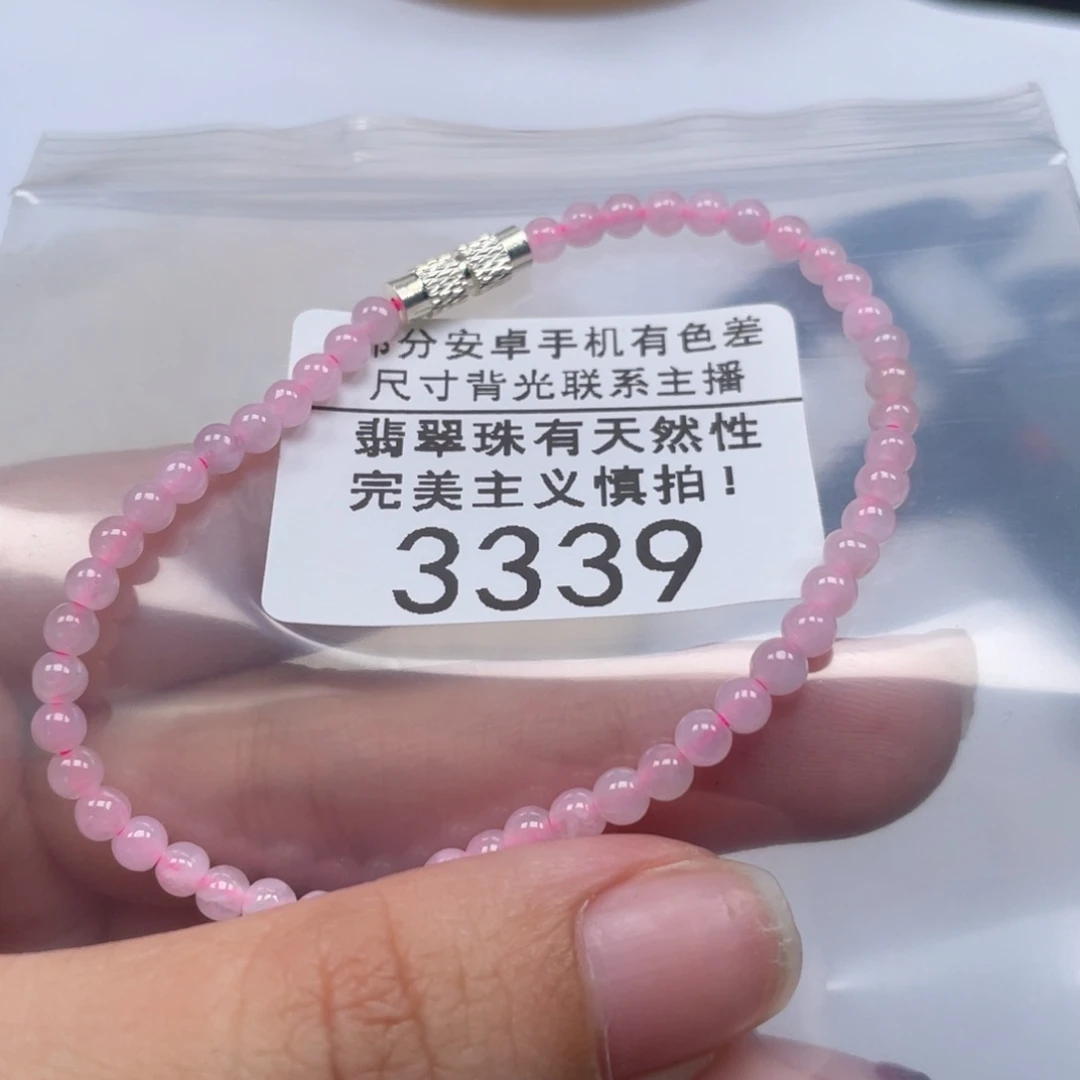 分安卓手机有色差
尺寸背光联系主播
翡翠珠有天然性
完美主义慎拍!
3339